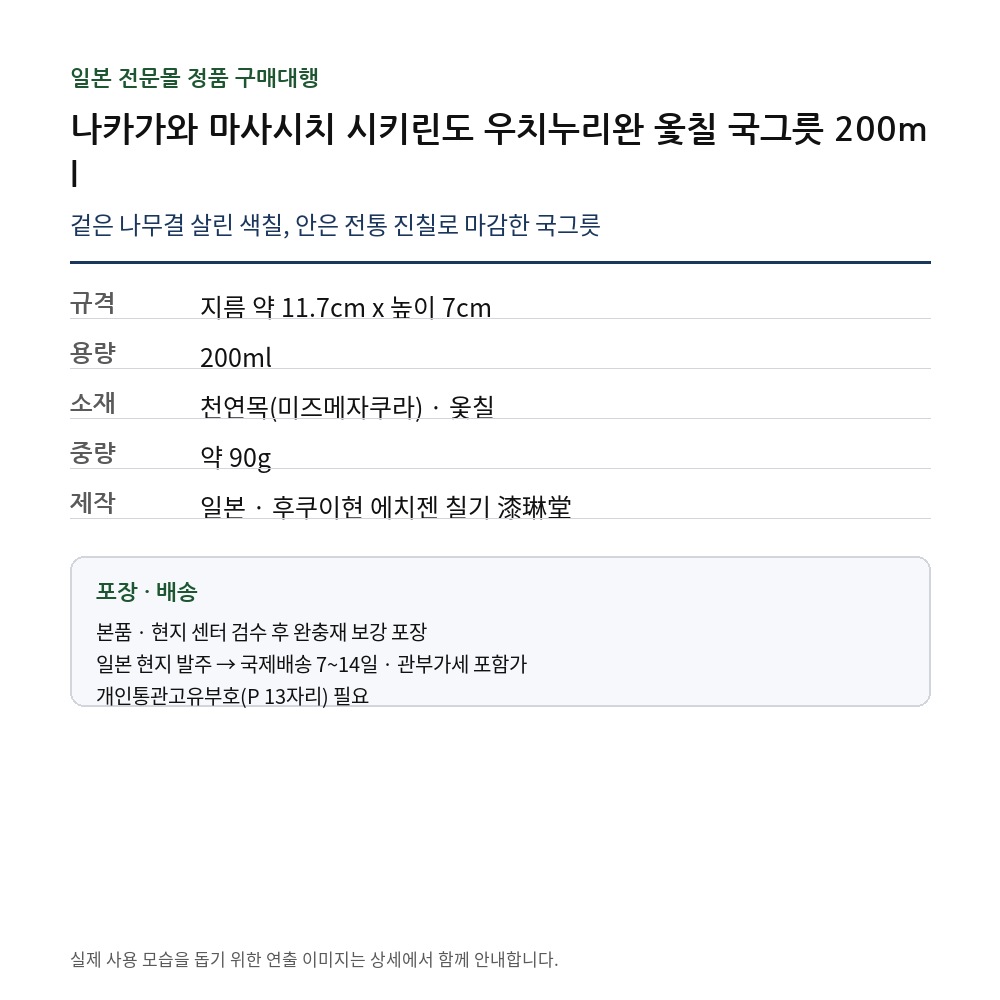 일본 전문몰 정품 구매대행
나카가와 마사시치 시키린도 우치누리완 옻칠 국그릇 200m
l
겉은 나무결 살린 색칠, 안은 전통 진칠로 마감한 국그릇
규격 지름 약 11.7cm x 높이 7cm
용량 200ml
소재 천연목(미즈메자쿠라) · 옻칠
중량 약 90g
제작 일본 · 후쿠이현 에치젠 칠기 漆琳堂
포장 · 배송
본품 · 현지 센터 검수 후 완충재 보강 포장
일본 현지 발주 → 국제배송 7~14일 · 관부가세 포함가
개인통관고유부호(P 13자리) 필요
실제 사용 모습을 돕기 위한 연출 이미지는 상세에서 함께 안내합니다.